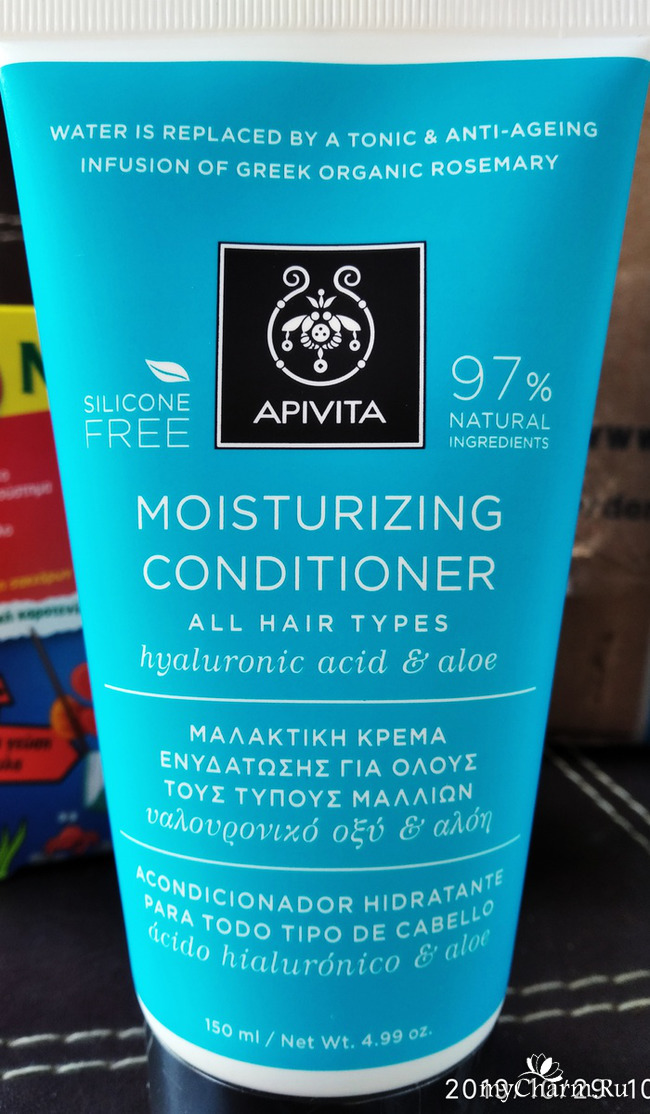 WATER IS REPLACED BY A TONIC & ANTI-AGEING
INFUSION OF GREEK ORGANIC ROSEMARY
APIVITA
SILICONE
FREE
97%
NATURAL
INGREDIENTS
MOISTURIZING
CONDITIONER
ALL HAIR TYPES
hyaluronic acid & aloe
ΜΑΛΑΚΤΙΚΗ ΚΡΕΜΑ
ΕΝΥΔΑΤΩΣΗΣ ΓΙΑ ΟΛΟΥΣ
ΤΟΥΣ ΤΥΠΟΥΣ ΜΑΛΛΙΩΝ
υαλουρονικό οξύ & αλόη
ACONDICIONADOR HIDRATANTE
PARA TODO TIPO DE CABELLO
ácido hialurónico & aloe
150 ml / Net Wt. 4.99 oz.
myCharm.Ru